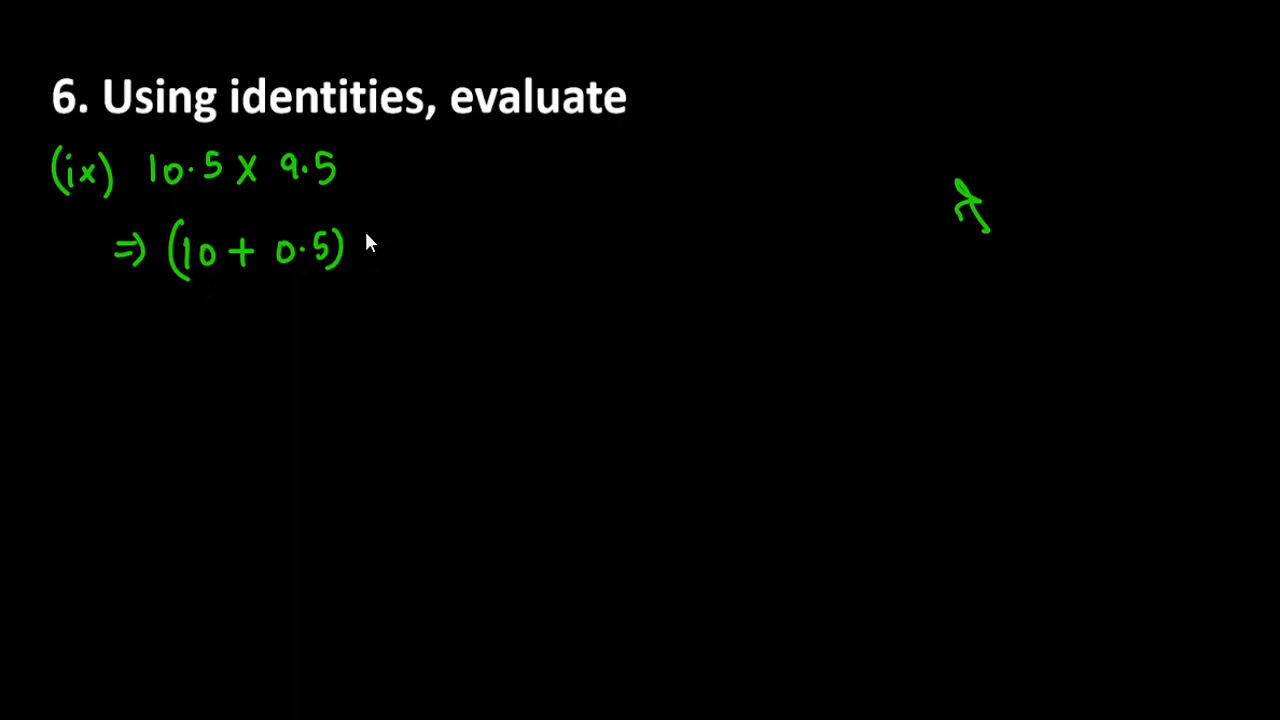 6. Using identities, evaluate
(ix) 10.5 X 9.5
=> (10 + 0.5)